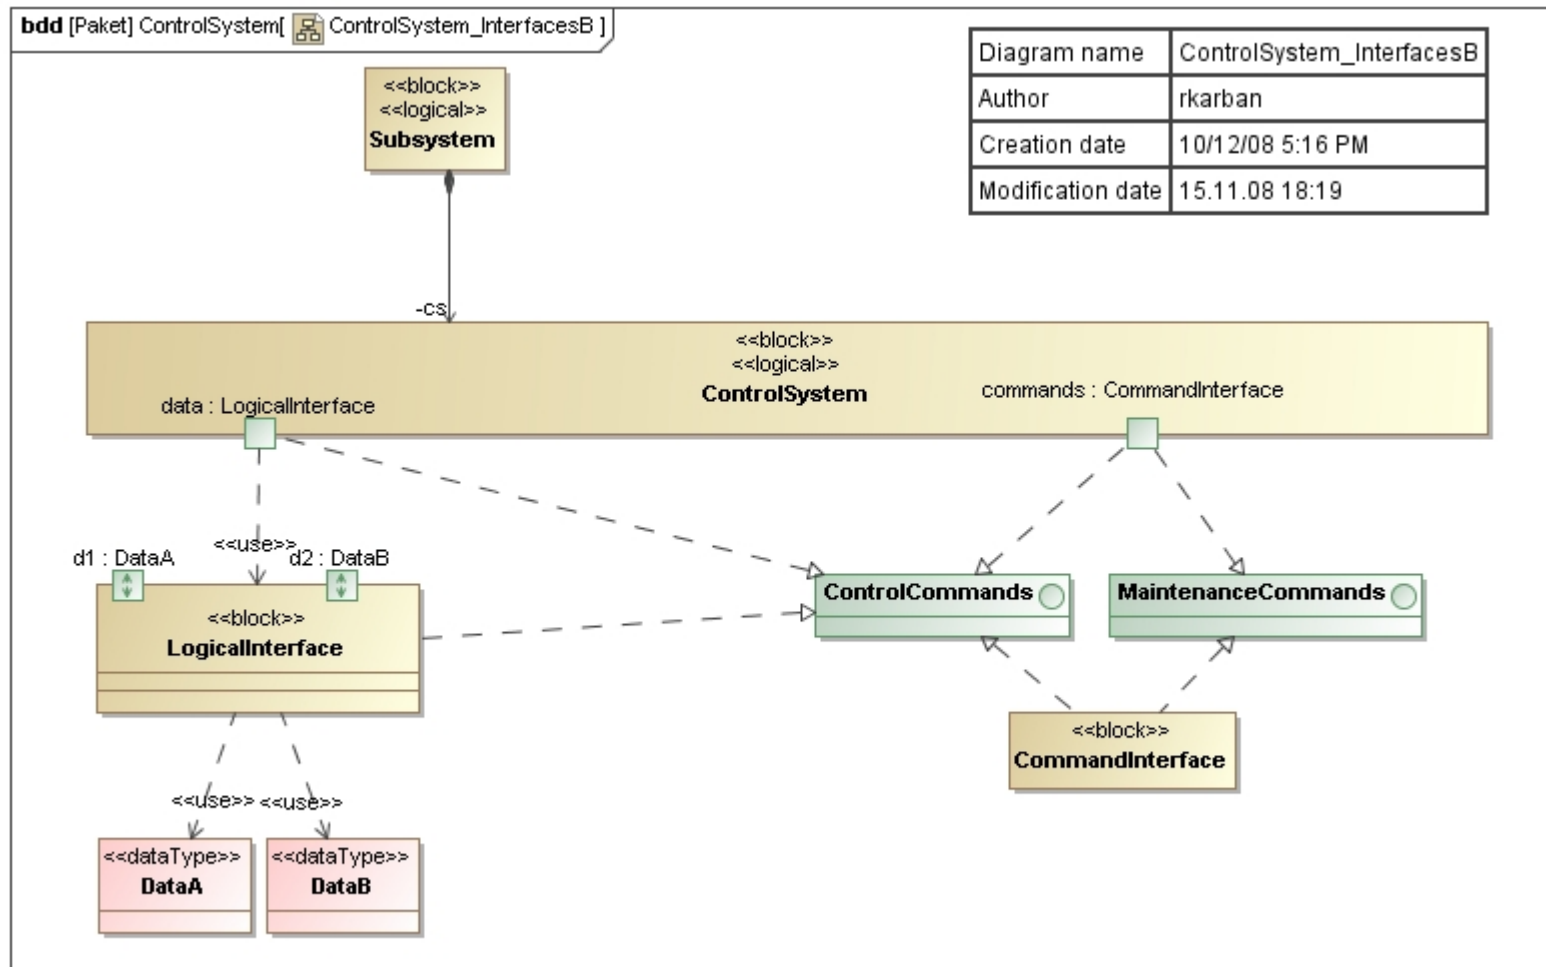 bdd [Paket] ControlSystem[ ControlSystem_InterfacesB ]
Diagram name ControlSystem_InterfacesB
Author rkarban
Creation date 10/12/08 5:16 PM
Modification date 15.11.08 18:19
<<block>>
<<logical>>
Subsystem
-cs
<<block>>
<<logical>>
ControlSystem
data : LogicalInterface
commands : CommandInterface
<<use>>
d1 : DataA
d2 : DataB
<<block>>
LogicalInterface
ControlCommands
MaintenanceCommands
<<block>>
CommandInterface
<<use>> <<use>>
<<dataType>>
DataA
<<dataType>>
DataB